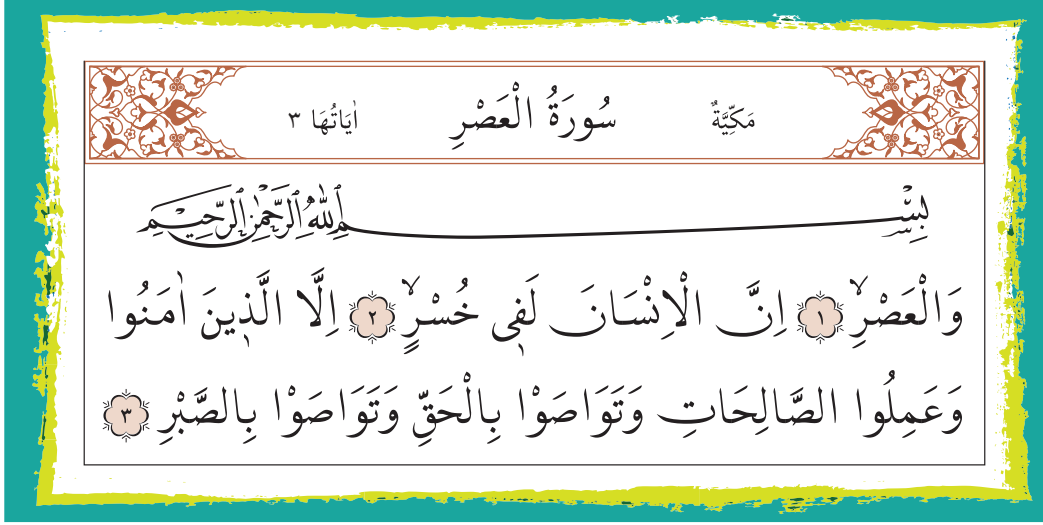 مَكِّيَّةٌ سُورَةُ الْعَصْرِ اٰيَاتُهَا ٣
بِسْمِ اللّٰهِ الرَّحْمٰنِ الرَّحِيمِ
وَالْعَصْرِۙ ١ اِنَّ الْاِنْسَانَ لَف۪ى خُسْرٍۙ ٢ اِلَّا الَّذ۪ينَ اٰمَنُوا
وَعَمِلُوا الصَّالِحَاتِ وَتَوَاصَوْا بِالْحَقِّ وَتَوَاصَوْا بِالصَّبْرِ ٣